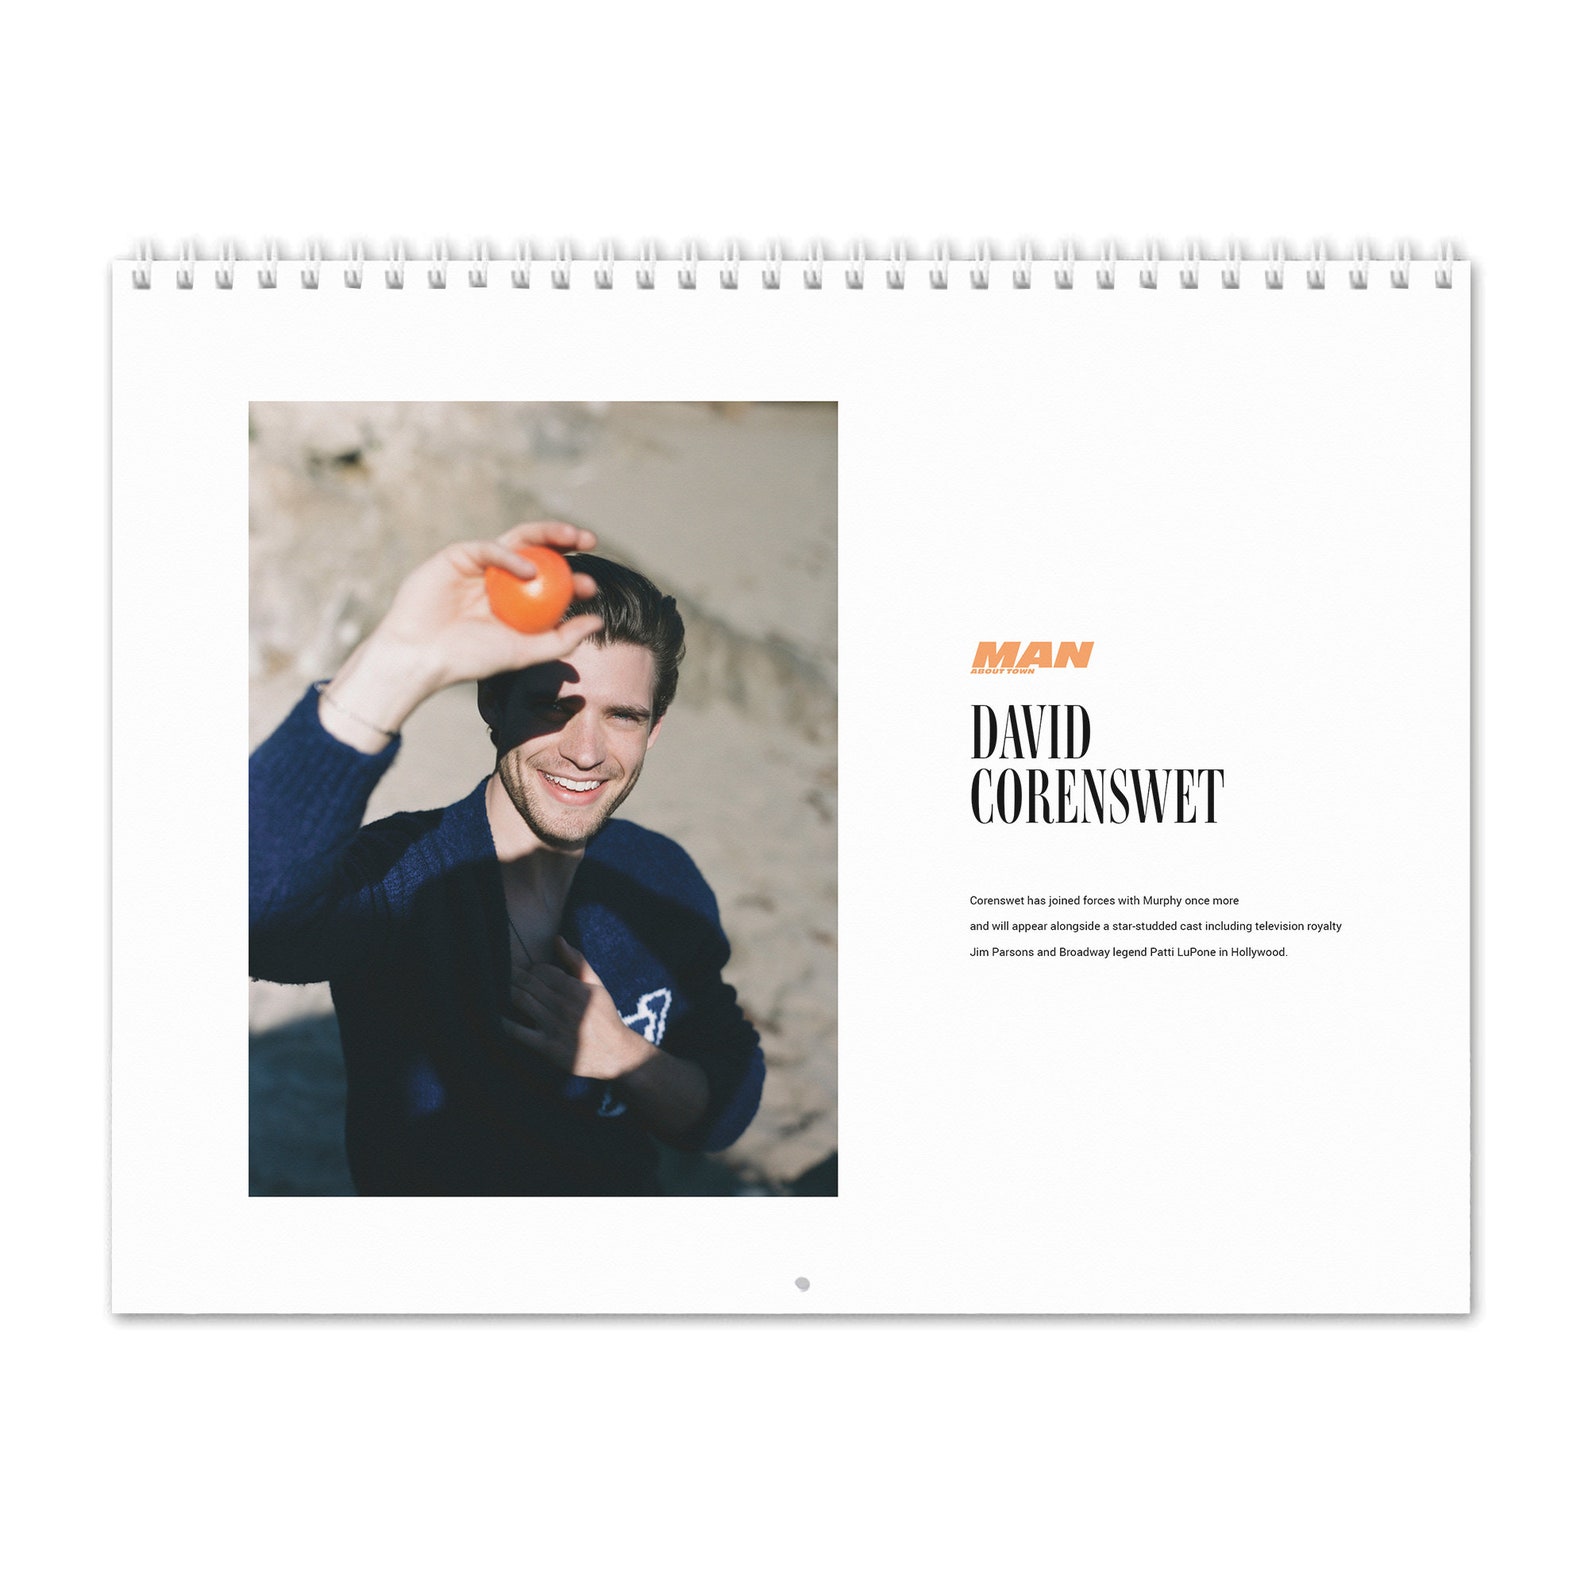 MAN
ABOUT TOWN
DAVID
CORENSWET
Corenswet has joined forces with Murphy once more
and will appear alongside a star-studded cast including television royalty
Jim Parsons and Broadway legend Patti LuPone in Hollywood.